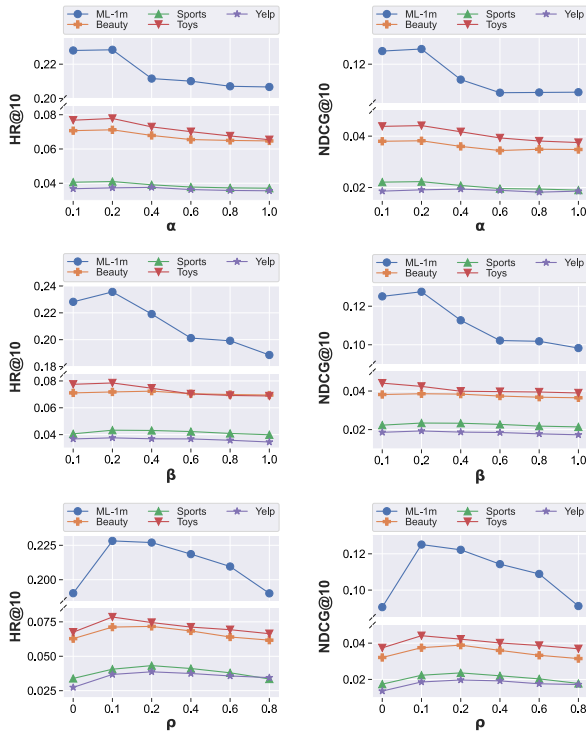 ML-1m Sports Yelp
Beauty Toys
HR@10
0.22
0.20
0.08
0.06
0.04
0.1 0.2 0.4 0.6 0.8 1.0
α
ML-1m Sports Yelp
Beauty Toys
NDCG@10
0.12
0.04
0.02
0.1 0.2 0.4 0.6 0.8 1.0
α
ML-1m Sports Yelp
Beauty Toys
HR@10
0.24
0.22
0.20
0.18
0.08
0.06
0.04
0.1 0.2 0.4 0.6 0.8 1.0
β
ML-1m Sports Yelp
Beauty Toys
NDCG@10
0.12
0.10
0.04
0.02
0.1 0.2 0.4 0.6 0.8 1.0
β
ML-1m Sports Yelp
Beauty Toys
HR@10
0.225
0.200
0.075
0.050
0.025
0 0.1 0.2 0.4 0.6 0.8
ρ
ML-1m Sports Yelp
Beauty Toys
NDCG@10
0.12
0.10
0.04
0.02
0 0.1 0.2 0.4 0.6 0.8
ρ